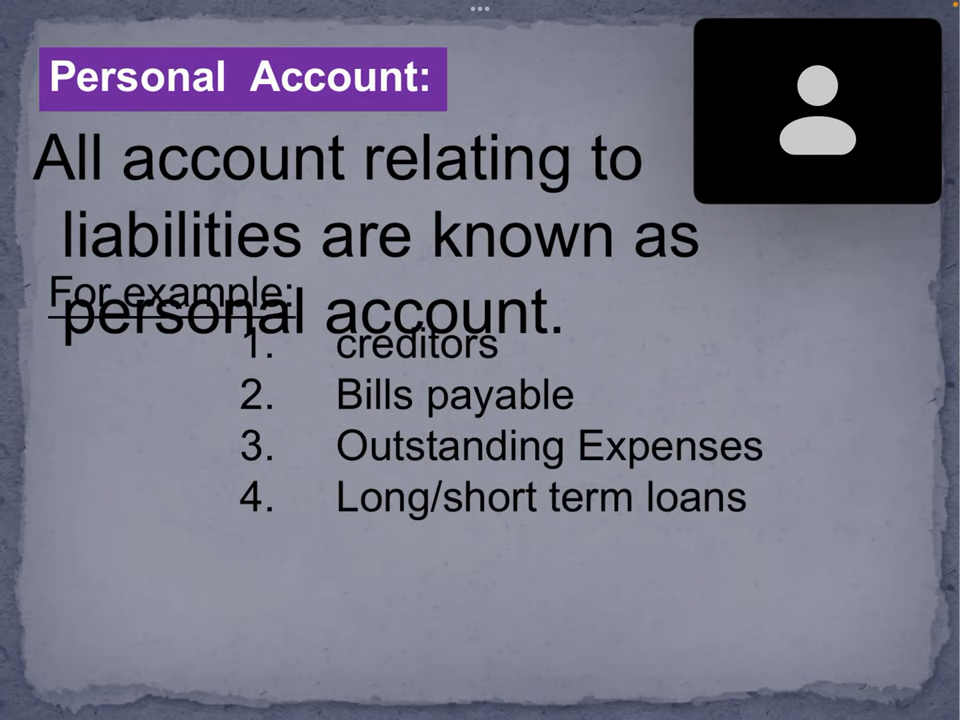 Personal Account:
All account relating to
liabilities are known as
personal account.
For example:
1. creditors
2. Bills payable
3. Outstanding Expenses
4. Long/short term loans